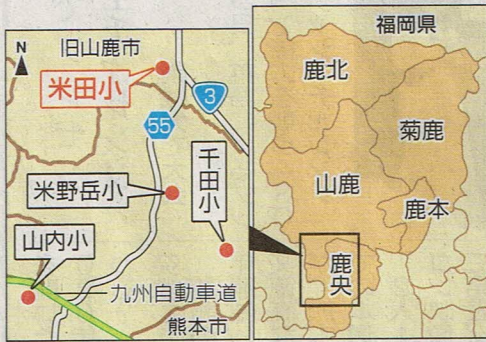 N
旧山鹿市
米田小
3
55
千田小
米野岳小
山内小
九州自動車道
熊本市
福岡県
鹿北
菊鹿
山鹿
鹿本
鹿央